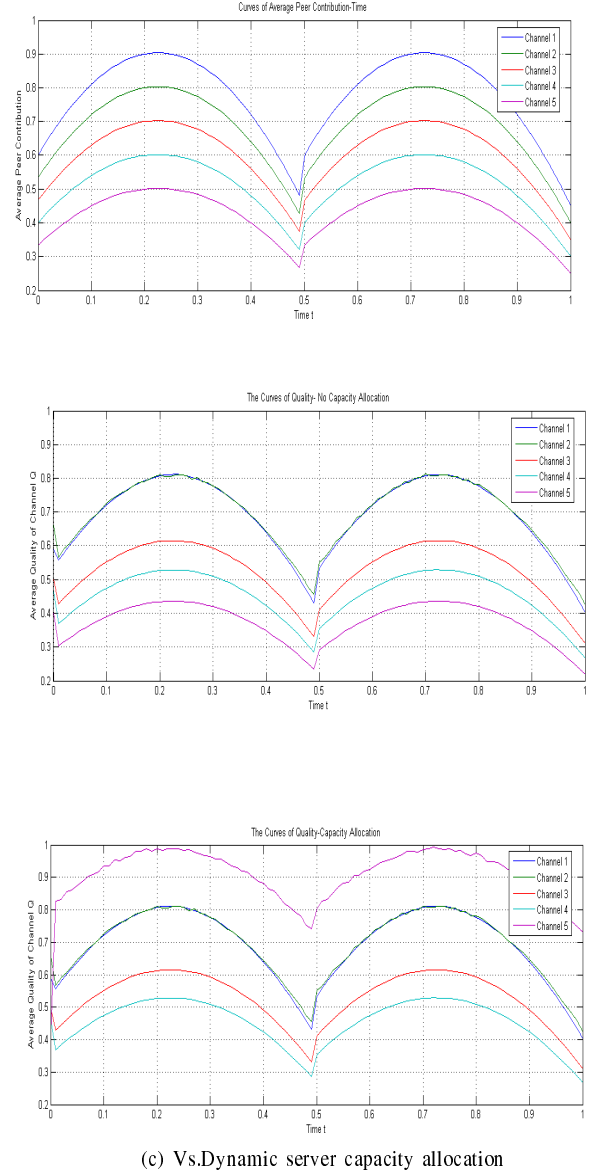 Curves of Average Peer Contribution-Time
Average Peer Contribution
1
0.9
0.8
0.7
0.6
0.5
0.4
0.3
0.2
Channel 1
Channel 2
Channel 3
Channel 4
Channel 5
0 0.1 0.2 0.3 0.4 0.5 0.6 0.7 0.8 0.9 1
Time t
The Curves of Quality- No Capacity Allocation
Average Quality of Channel Q
1
0.9
0.8
0.7
0.6
0.5
0.4
0.3
0.2
Channel 1
Channel 2
Channel 3
Channel 4
Channel 5
0 0.1 0.2 0.3 0.4 0.5 0.6 0.7 0.8 0.9 1
Time t
The Curves of Quality-Capacity Allocation
Average Quality of Channel Q
1
0.9
0.8
0.7
0.6
0.5
0.4
0.3
0.2
Channel 1
Channel 2
Channel 3
Channel 4
Channel 5
0 0.1 0.2 0.3 0.4 0.5 0.6 0.7 0.8 0.9 1
Time t
(c) Vs.Dynamic server capacity allocation